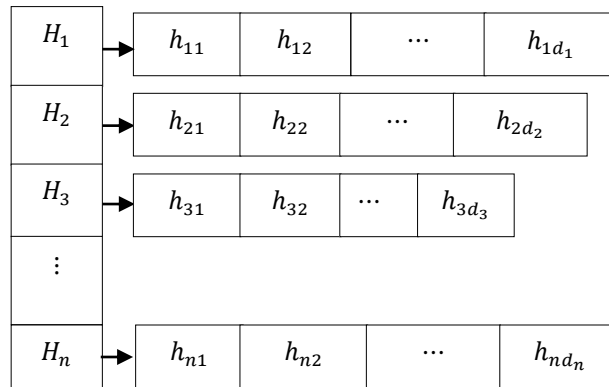 H₁ h₁₁ h₁₂ ⋯ h₁d₁
H₂ h₂₁ h₂₂ ⋯ h₂d₂
H₃ h₃₁ h₃₂ ⋯ h₃d₃
⋮
Hₙ hₙ₁ hₙ₂ ⋯ hₙdₙ